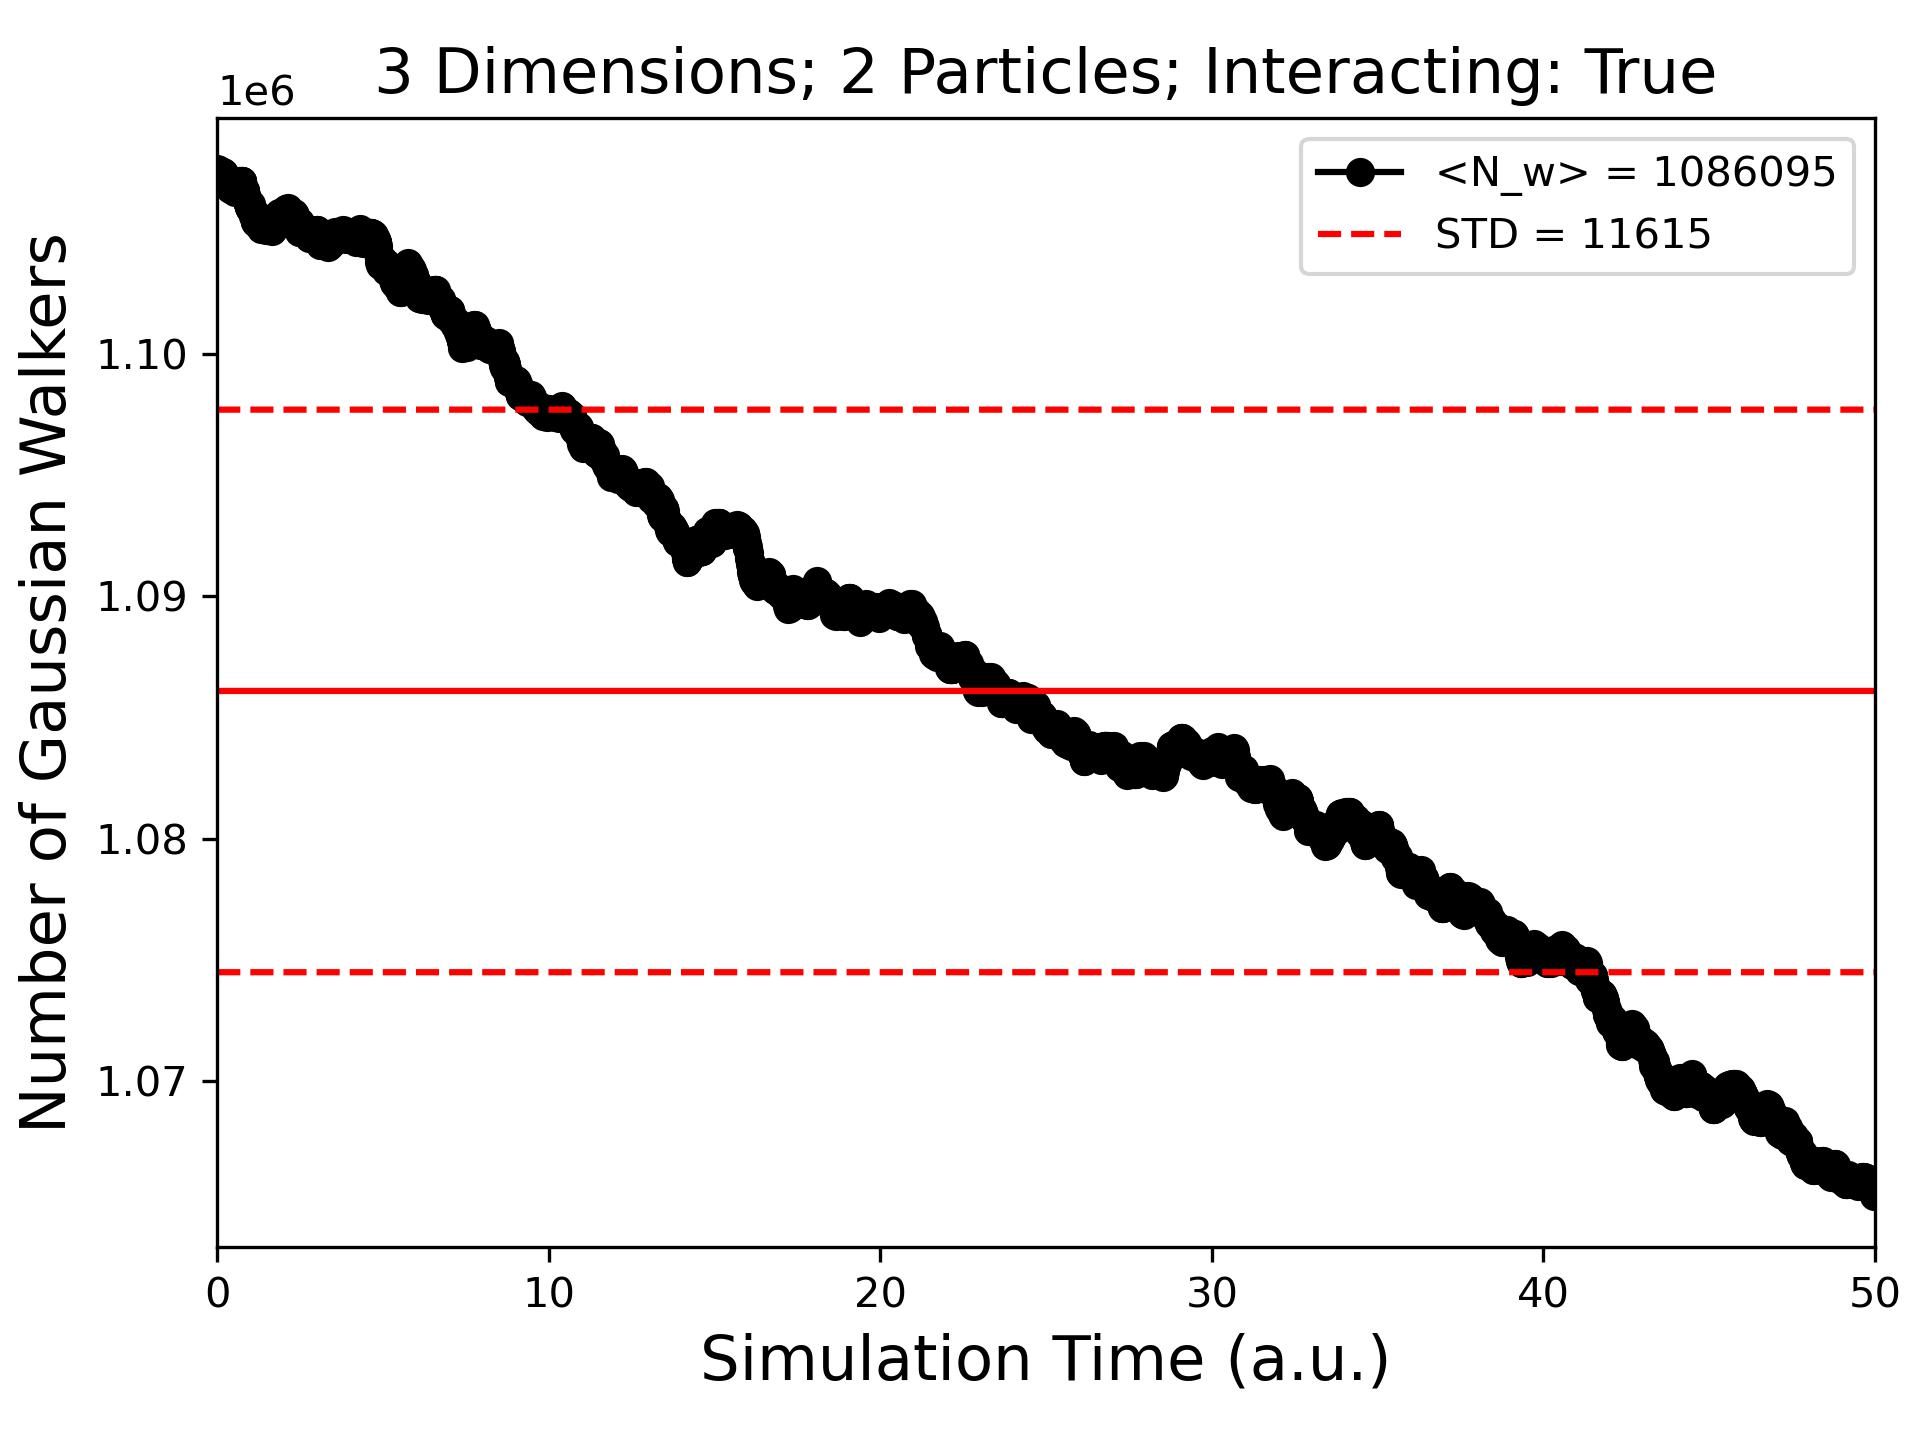 3 Dimensions; 2 Particles; Interacting: True
1e6
<N_w> = 1086095
STD = 11615
Number of Gaussian Walkers
1.10
1.09
1.08
1.07
0 10 20 30 40 50
Simulation Time (a.u.)